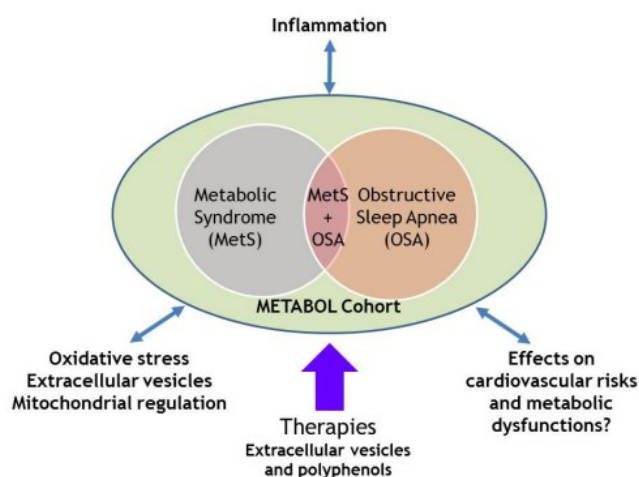 Inflammation
Metabolic
Syndrome
(MetS)
MetS
+
OSA
Obstructive
Sleep Apnea
(OSA)
METABOL Cohort
Oxidative stress
Extracellular vesicles
Mitochondrial regulation
Therapies
Extracellular vesicles
and polyphenols
Effects on
cardiovascular risks
and metabolic
dysfunctions?